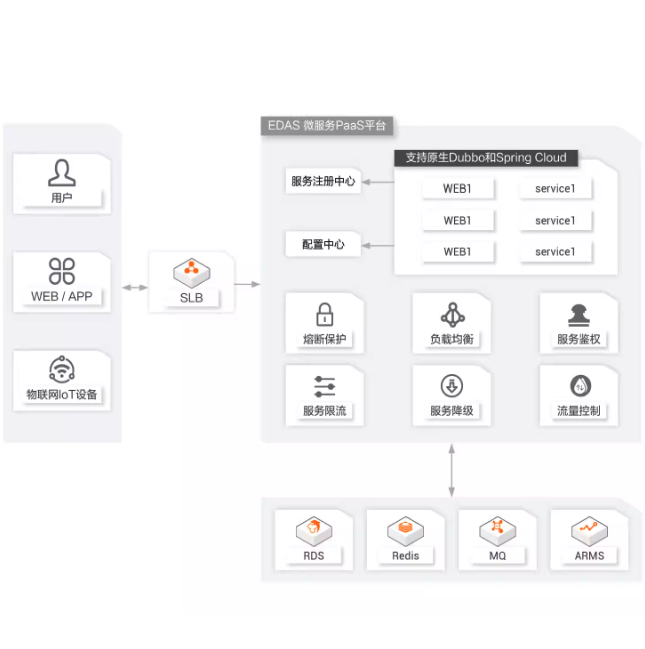 EDAS 微服务PaaS平台
用户
WEB / APP
物联网IoT设备
SLB
支持原生Dubbo和Spring Cloud
服务注册中心
配置中心
WEB1
service1
WEB1
service1
WEB1
service1
熔断保护
负载均衡
服务鉴权
服务限流
服务降级
流量控制
RDS
Redis
MQ
ARMS